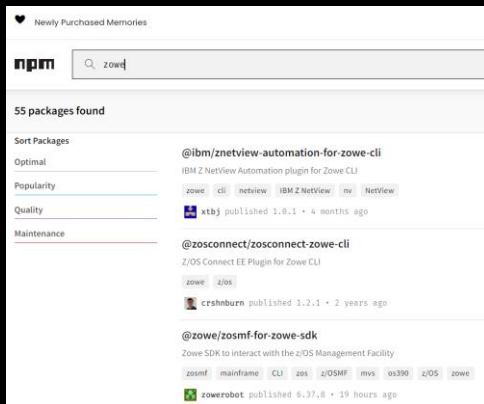 Newly Purchased Memories
npm
zowe
55 packages found
Sort Packages
Optimal
Popularity
Quality
Maintenance
@ibm/znetview-automation-for-zowe-cli
IBM Z NetView Automation plugin for Zowe CLI
zowe cli netview IBM Z NetView nv NetView
xtbj published 1.0.1 • 4 months ago
@zosconnect/zosconnect-zowe-cli
Z/OS Connect EE Plugin for Zowe CLI
zowe z/os
crshnburn published 1.2.1 • 2 years ago
@zowe/zosmf-for-zowe-sdk
Zowe SDK to interact with the z/OS Management Facility
zosmf mainframe CLI zos z/OSMF mvs os390 z/OS zowe
zowerobot published 6.37.8 • 19 hours ago